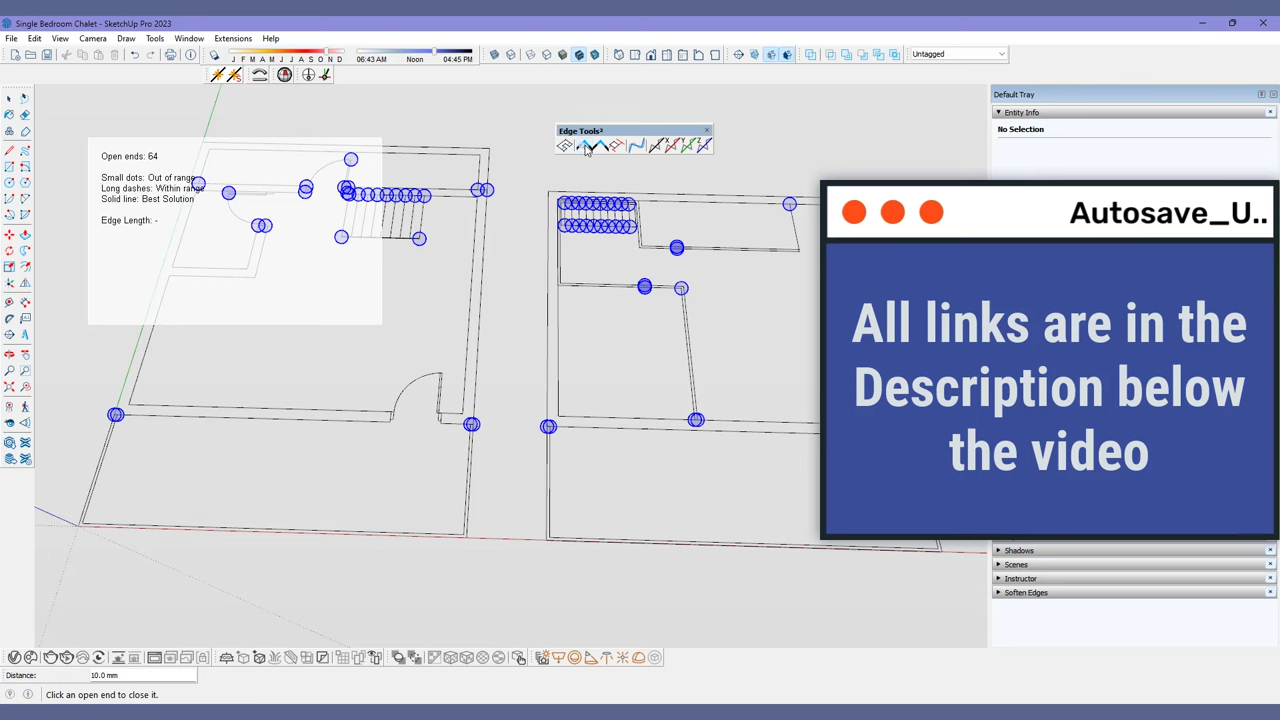 Single Bedroom Chalet - SketchUp Pro 2023
File Edit View Camera Draw Tools Window Extensions Help
J F M A M J J A S O N D
06:43 AM Noon 04:45 PM
Untagged
Default Tray
Entity Info
No Selection
Edge Tools²
Open ends: 64
Small dots: Out of range
Long dashes: Within range
Solid line: Best Solution
Edge Length: -
Autosave_U..
All links are in the
Description below
the video
Shadows
Scenes
Instructor
Soften Edges
Distance: 10.0 mm
Click an open end to close it.